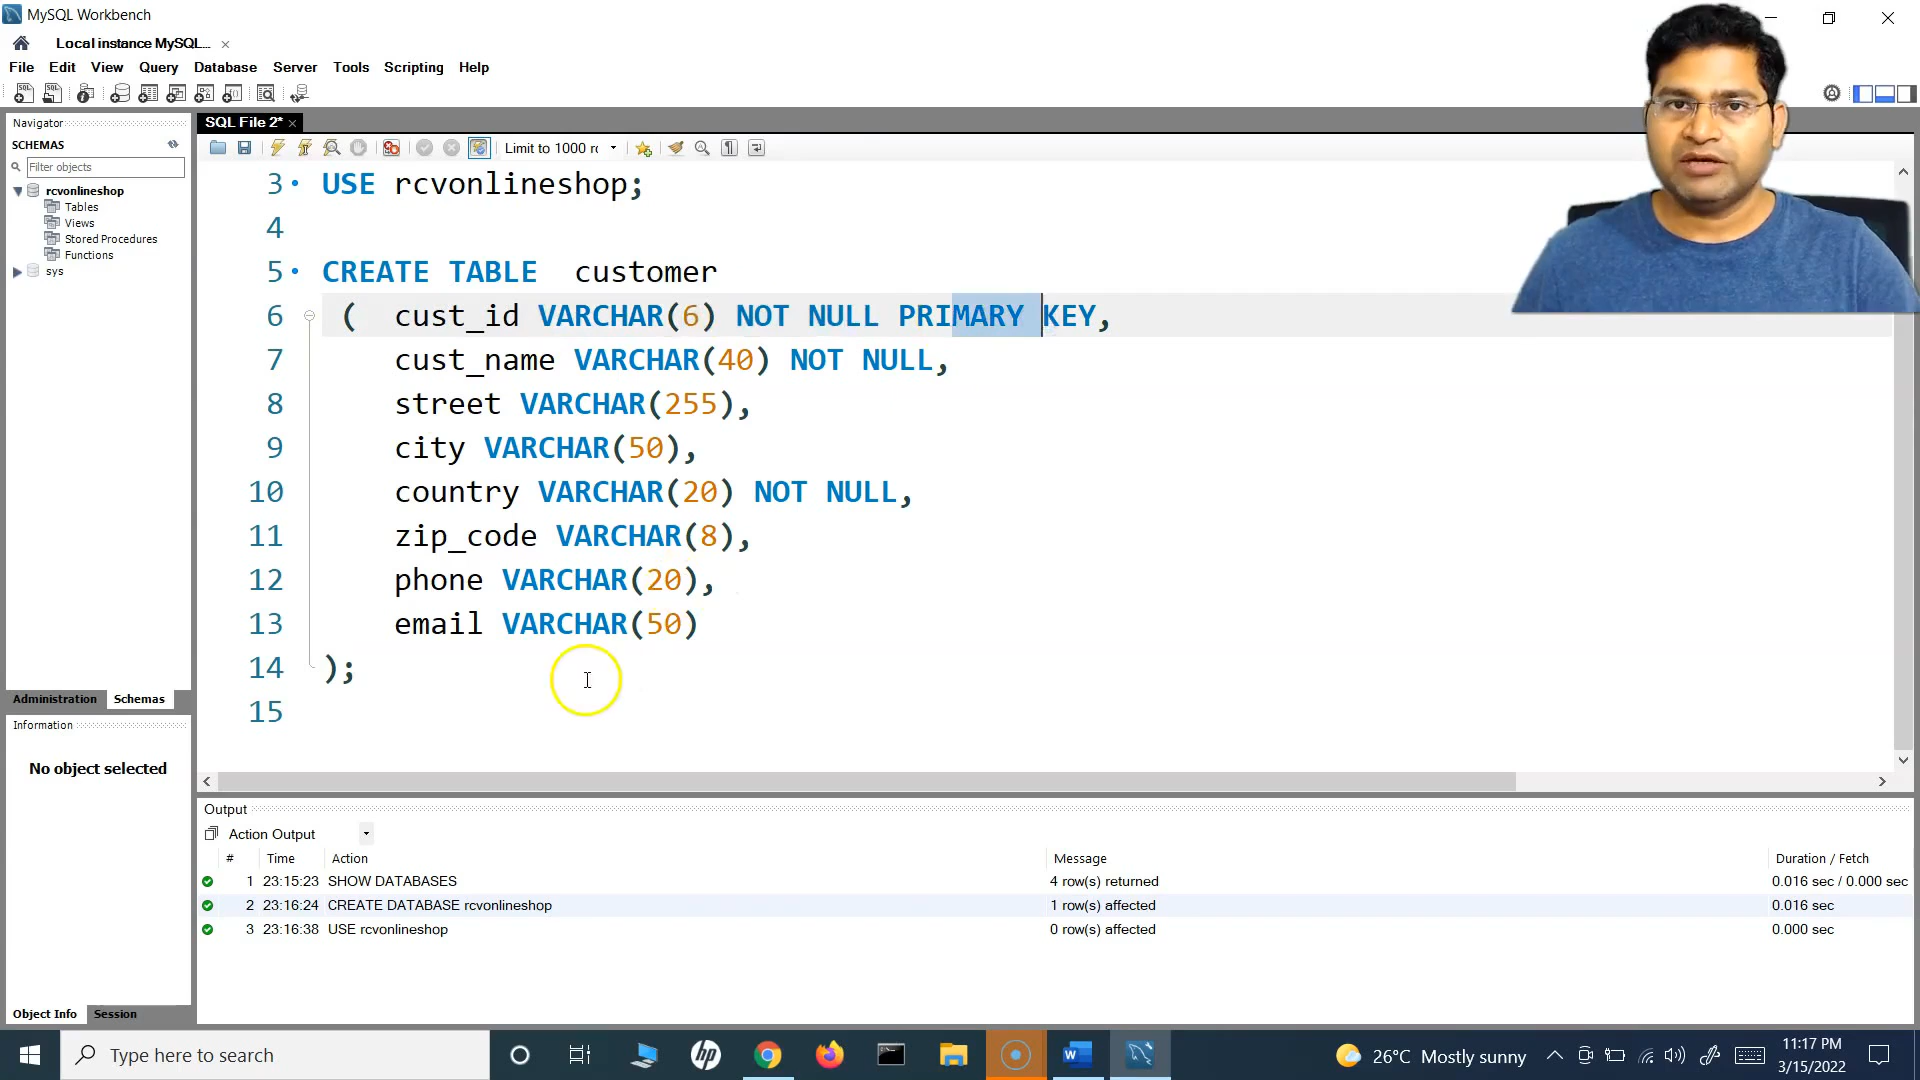 MySQL Workbench
Local instance MySQL...
File Edit View Query Database Server Tools Scripting Help
Navigator
SCHEMAS
Filter objects
rcvonlineshop
Tables
Views
Stored Procedures
Functions
sys
Administration Schemas
Information
No object selected
Object Info Session
SQL File 2*
Limit to 1000 rc
3 USE rcvonlineshop;
4
5 CREATE TABLE customer
6 ( cust_id VARCHAR(6) NOT NULL PRIMARY KEY,
7 cust_name VARCHAR(40) NOT NULL,
8 street VARCHAR(255),
9 city VARCHAR(50),
10 country VARCHAR(20) NOT NULL,
11 zip_code VARCHAR(8),
12 phone VARCHAR(20),
13 email VARCHAR(50)
14 );
15
Output
Action Output
# Time Action Message Duration / Fetch
1 23:15:23 SHOW DATABASES 4 row(s) returned 0.016 sec / 0.000 sec
2 23:16:24 CREATE DATABASE rcvonlineshop 1 row(s) affected 0.016 sec
3 23:16:38 USE rcvonlineshop 0 row(s) affected 0.000 sec
Type here to search
26°C Mostly sunny
11:17 PM
3/15/2022